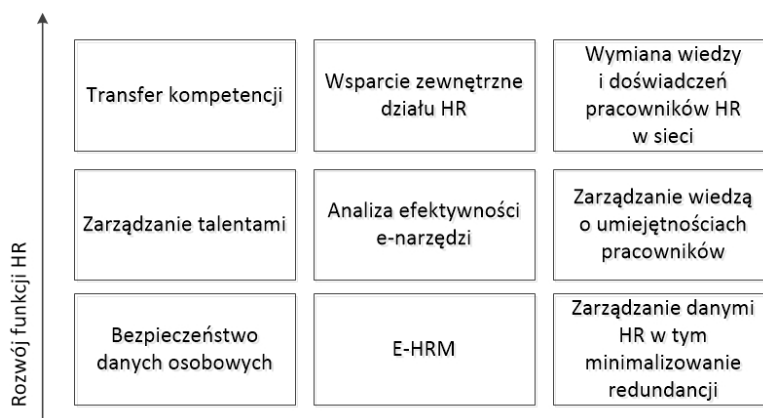 Transfer kompetencji
Wsparcie zewnętrzne
działu HR
Wymiana wiedzy
i doświadczeń
pracowników HR
w sieci
Zarządzanie talentami
Analiza efektywności
e-narzędzi
Zarządzanie wiedzą
o umiejętnościach
pracowników
Bezpieczeństwo
danych osobowych
E-HRM
Zarządzanie danymi
HR w tym
minimalizowanie
redundancji
Rozwój funkcji HR